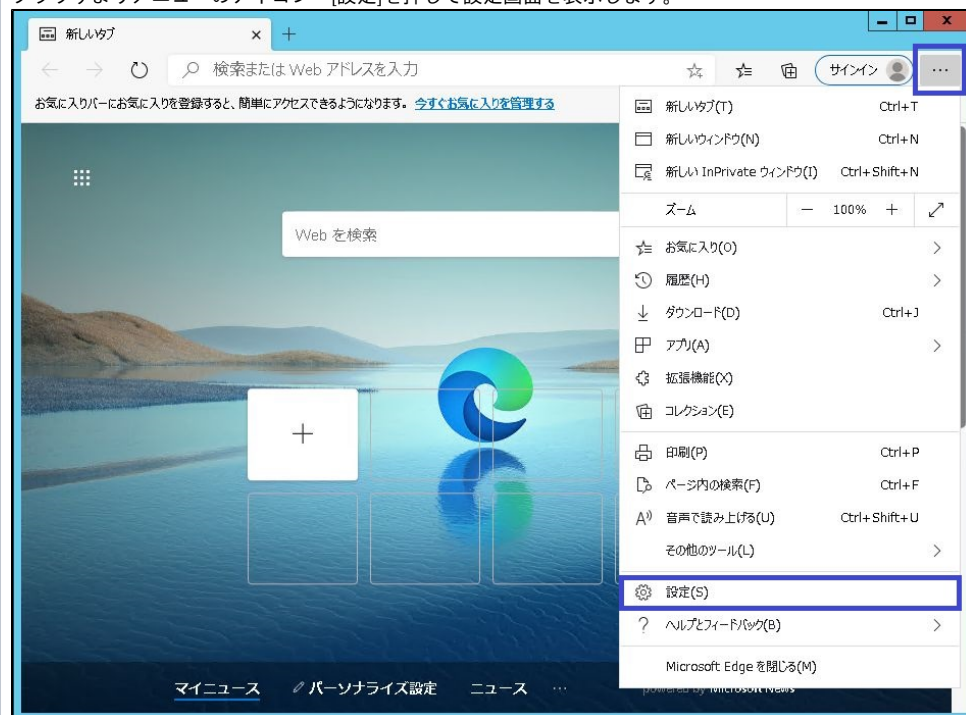 新しいタブ
検索または Web アドレスを入力
サインイン
お気に入りバーにお気に入りを登録すると、簡単にアクセスできるようになります。 今すぐお気に入りを管理する
新しいタブ(T) Ctrl+T
新しいウィンドウ(N) Ctrl+N
新しい InPrivate ウィンドウ(I) Ctrl+Shift+N
ズーム 100%
Web を検索
お気に入り(O)
履歴(H)
ダウンロード(D) Ctrl+J
アプリ(A)
拡張機能(X)
コレクション(E)
印刷(P) Ctrl+P
ページ内の検索(F) Ctrl+F
音声で読み上げる(U) Ctrl+Shift+U
その他のツール(L)
設定(S)
ヘルプとフィードバック(B)
Microsoft Edge を閉じる(M)
マイニュース パーソナライズ設定 ニュース
powered by Microsoft News